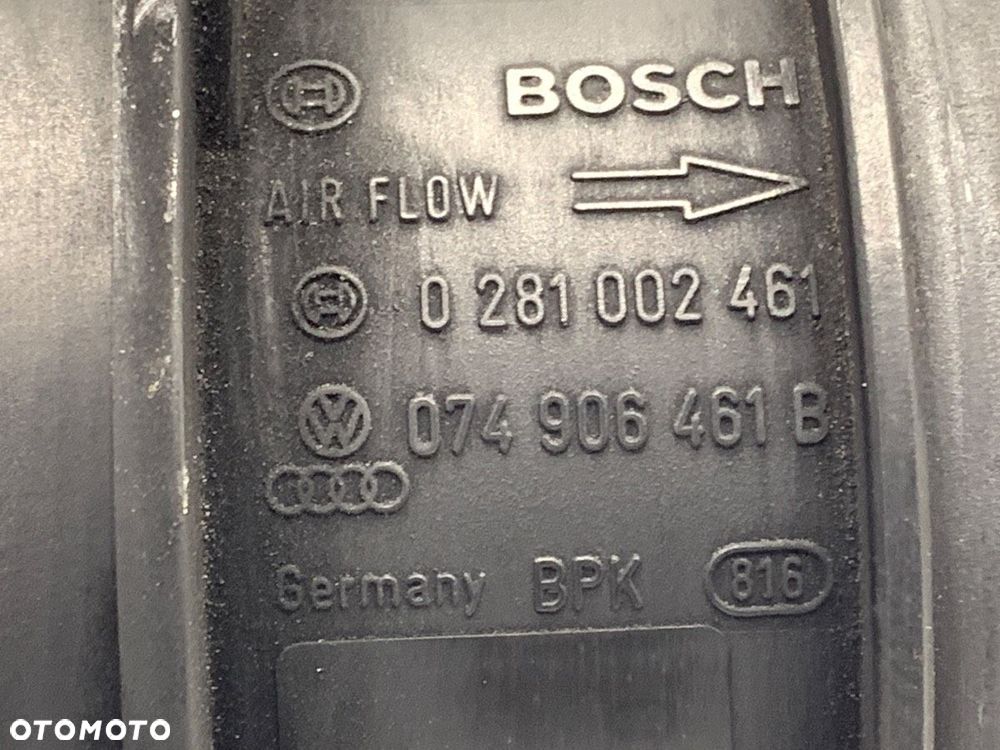 BOSCH
AIR FLOW
0 281 002 461
074 906 461 B
Germany BPK 816
OTOMOTO